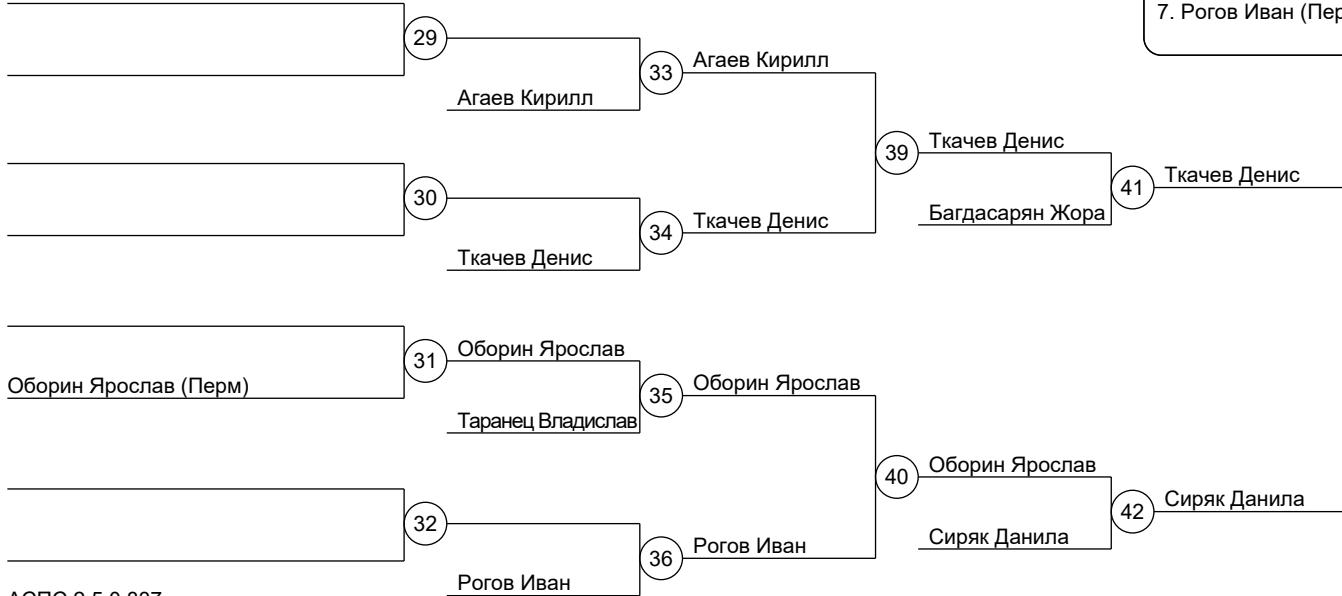 7. Рогов Иван
29
33
Агаев Кирилл
Агаев Кирилл
39
Ткачев Денис
30
34
Ткачев Денис
41
Ткачев Денис
Багдасарян Жора
Ткачев Денис
31
Оборин Ярослав
Оборин Ярослав (Перм)
35
Оборин Ярослав
Таранец Владислав
40
Оборин Ярослав
32
42
Сиряк Данила
36
Рогов Иван
Сиряк Данила
Рогов Иван